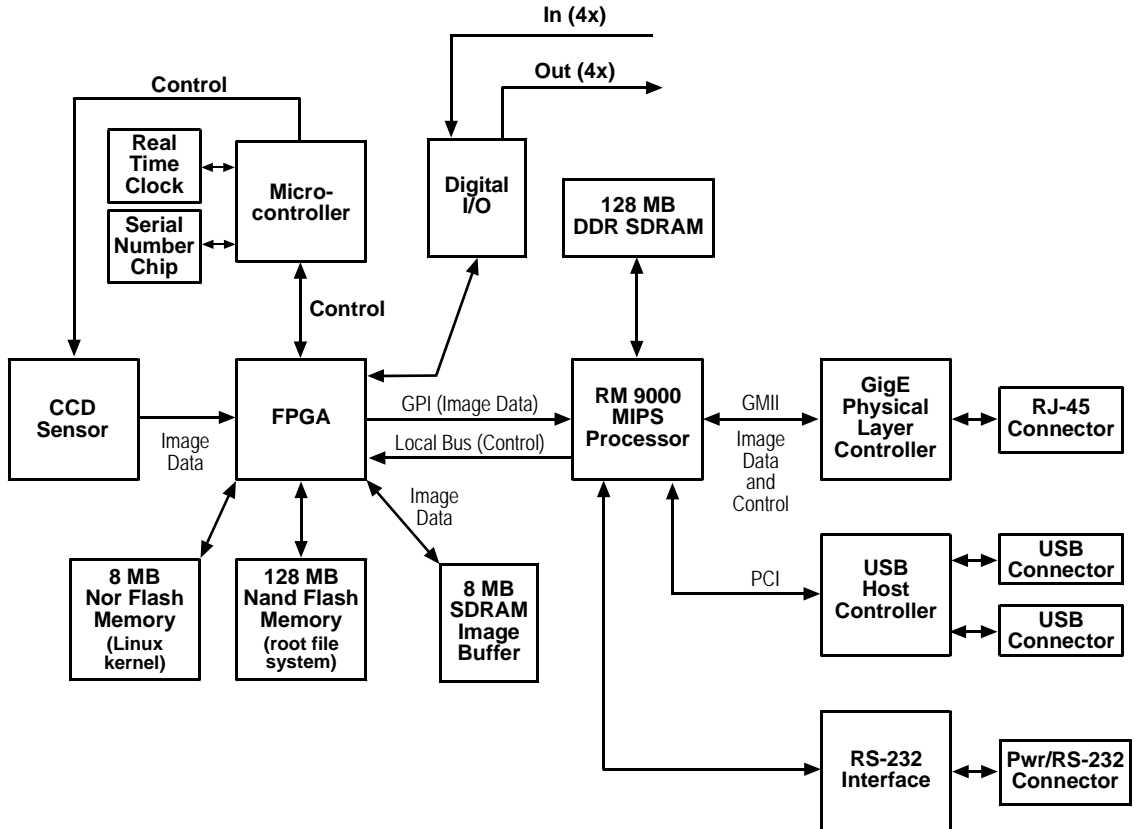 In (4x)
Out (4x)
Control
Real
Time
Clock
Micro-
controller
Serial
Number
Chip
Digital
I/O
128 MB
DDR SDRAM
Control
CCD
Sensor
Image
Data
FPGA
GPI (Image Data)
Local Bus (Control)
RM 9000
MIPS
Processor
GMII
Image
Data
and
Control
GigE
Physical
Layer
Controller
RJ-45
Connector
Image
Data
8 MB
Nor Flash
Memory
(Linux
kernel)
128 MB
Nand Flash
Memory
(root file
system)
8 MB
SDRAM
Image
Buffer
PCI
USB
Host
Controller
USB
Connector
USB
Connector
RS-232
Interface
Pwr/RS-232
Connector